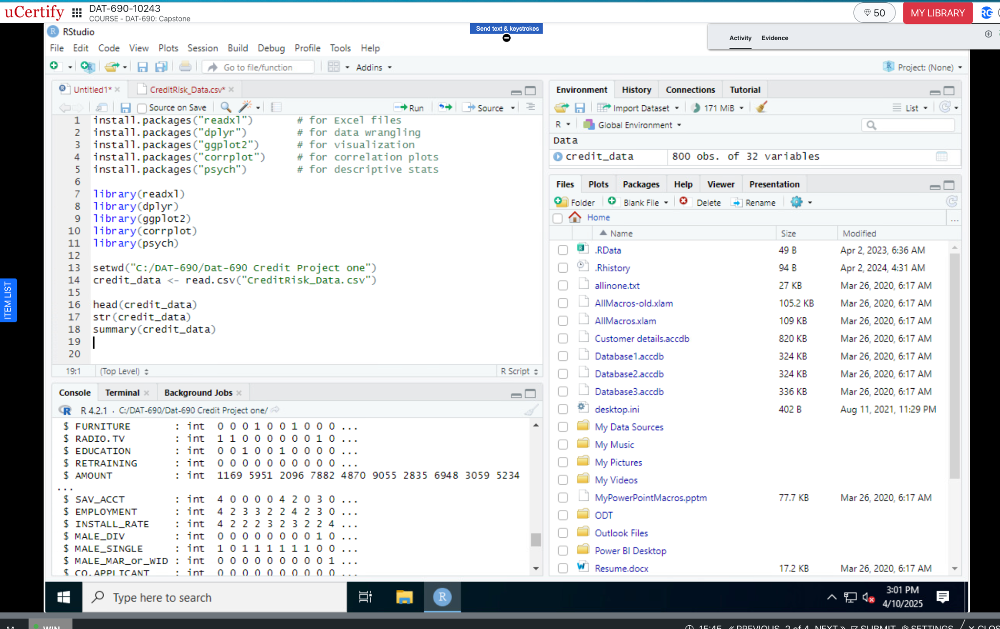 uCertify
DAT-690-10243
COURSE - DAT-690: Capstone
50
MY LIBRARY
RG
RStudio
Send text & keystrokes
Activity Evidence
File Edit Code View Plots Session Build Debug Profile Tools Help
Go to file/function
Addins
Project: (None)
Untitled1*
CreditRisk_Data.csv*
Source on Save
Run
Source
1 install.packages("readxl") # for Excel files
2 install.packages("dplyr") # for data wrangling
3 install.packages("ggplot2") # for visualization
4 install.packages("corrplot") # for correlation plots
5 install.packages("psych") # for descriptive stats
6
7 library(readxl)
8 library(dplyr)
9 library(ggplot2)
10 library(corrplot)
11 library(psych)
12
13 setwd("C:/DAT-690/Dat-690 Credit Project one")
14 credit_data <- read.csv("CreditRisk_Data.csv")
15
16 head(credit_data)
17 str(credit_data)
18 summary(credit_data)
19
20
19:1 (Top Level) R Script
Console Terminal Background Jobs
R 4.2.1 · C:/DAT-690/Dat-690 Credit Project one/
$ FURNITURE : int 0 0 0 1 0 0 1 0 0 0 ...
$ RADIO.TV : int 1 1 0 0 0 0 0 0 1 0 ...
$ EDUCATION : int 0 0 1 0 0 1 0 0 0 0 ...
$ RETRAINING : int 0 0 0 0 0 0 0 0 0 0 ...
$ AMOUNT : int 1169 5951 2096 7882 4870 9055 2835 6948 3059 5234
...
$ SAV_ACCT : int 4 0 0 0 0 4 2 0 3 0 ...
$ EMPLOYMENT : int 4 2 3 3 2 2 4 2 3 0 ...
$ INSTALL_RATE : int 4 2 2 2 3 2 3 2 2 4 ...
$ MALE_DIV : int 0 0 0 0 0 0 0 0 1 0 ...
$ MALE_SINGLE : int 1 0 1 1 1 1 1 1 0 0 ...
$ MALE_MAR_or_WID : int 0 0 0 0 0 0 0 0 0 1 ...
$ CO.APPLICANT : int 0 0 0 0 0 0 0 0 0 0 ...
Environment History Connections Tutorial
Import Dataset
171 MiB
List
R
Global Environment
Data
credit_data 800 obs. of 32 variables
Files Plots Packages Help Viewer Presentation
Folder Blank File Delete Rename
Home
...
Name Size Modified
.RData 49 B Apr 2, 2023, 6:36 AM
.Rhistory 94 B Apr 2, 2024, 4:31 AM
allinone.txt 27 KB Mar 26, 2020, 6:17 AM
AllMacros-old.xlam 105.2 KB Mar 26, 2020, 6:17 AM
AllMacros.xlam 109 KB Mar 26, 2020, 6:17 AM
Customer details.accdb 820 KB Mar 26, 2020, 6:17 AM
Database1.accdb 324 KB Mar 26, 2020, 6:17 AM
Database2.accdb 324 KB Mar 26, 2020, 6:17 AM
Database3.accdb 336 KB Mar 26, 2020, 6:17 AM
desktop.ini 402 B Aug 11, 2021, 11:29 PM
My Data Sources
My Music
My Pictures
My Videos
MyPowerPointMacros.pptm 77.7 KB Mar 26, 2020, 6:17 AM
ODT
Outlook Files
Power BI Desktop
Resume.docx 17.2 KB Mar 26, 2020, 6:17 AM
ITEM LIST
Type here to search
3:01 PM
4/10/2025
WIN
15:45 PREVIOUS 2 of 4 NEXT SUBMIT SETTINGS